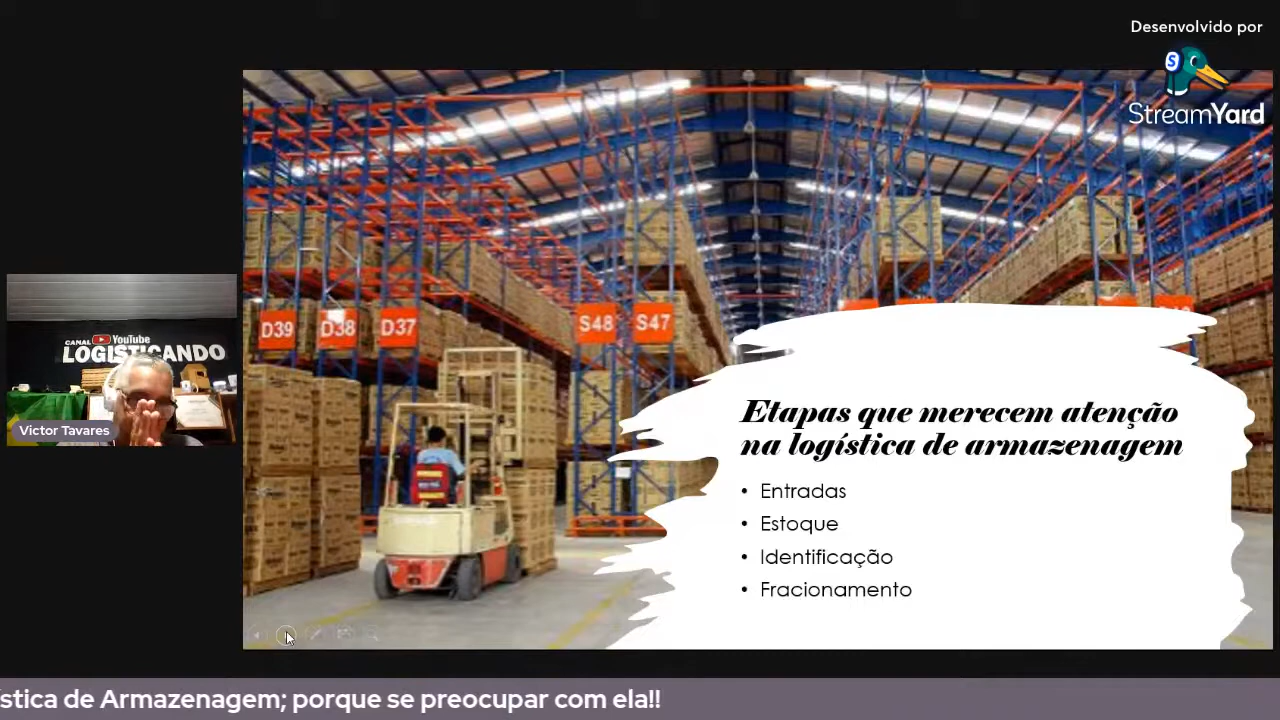 Desenvolvido por
S
StreamYard
D39
D38
D37
S48
S47
CANAL YouTube
LOGISTICANDO
Victor Tavares
Etapas que merecem atenção
na logística de armazenagem
• Entradas
• Estoque
• Identificação
• Fracionamento
ística de Armazenagem; porque se preocupar com ela!!